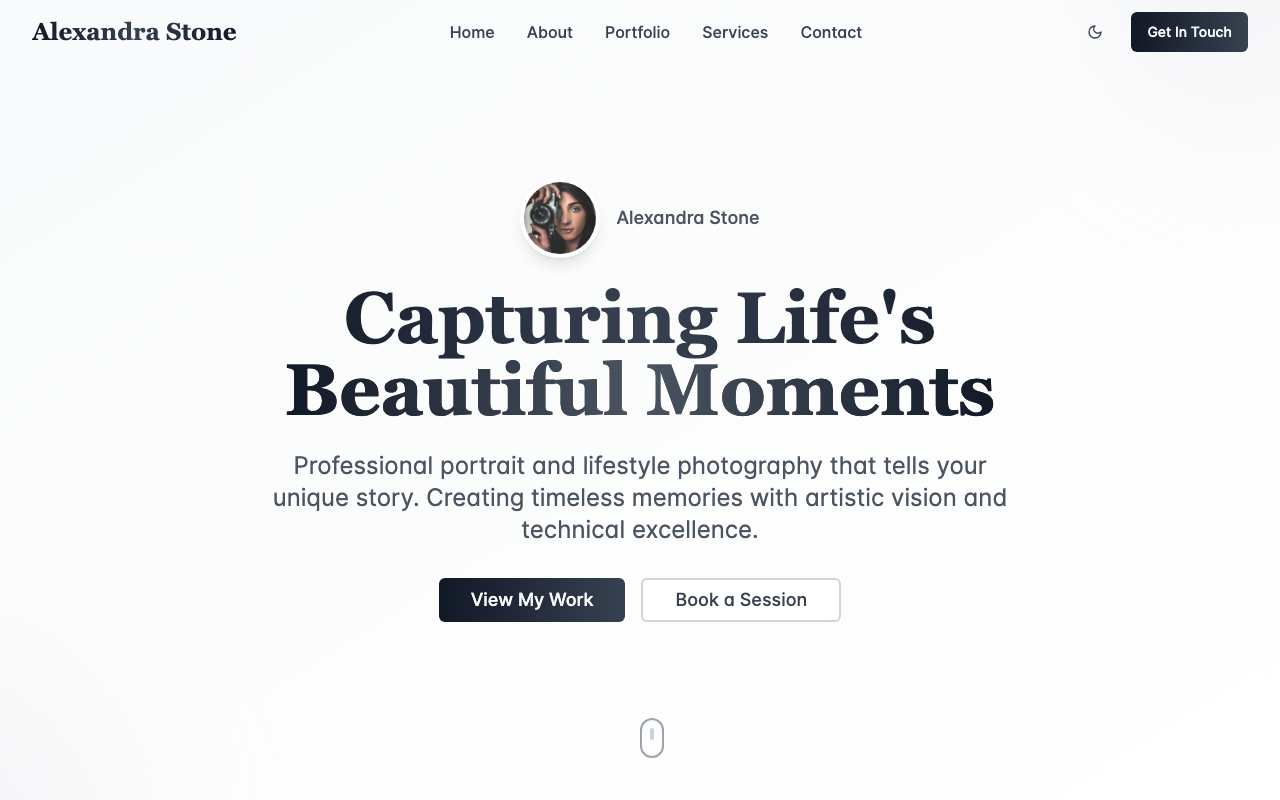 Alexandra Stone
Home
About
Portfolio
Services
Contact
Get In Touch
Alexandra Stone
Capturing Life's
Beautiful Moments
Professional portrait and lifestyle photography that tells your
unique story. Creating timeless memories with artistic vision and
technical excellence.
View My Work
Book a Session